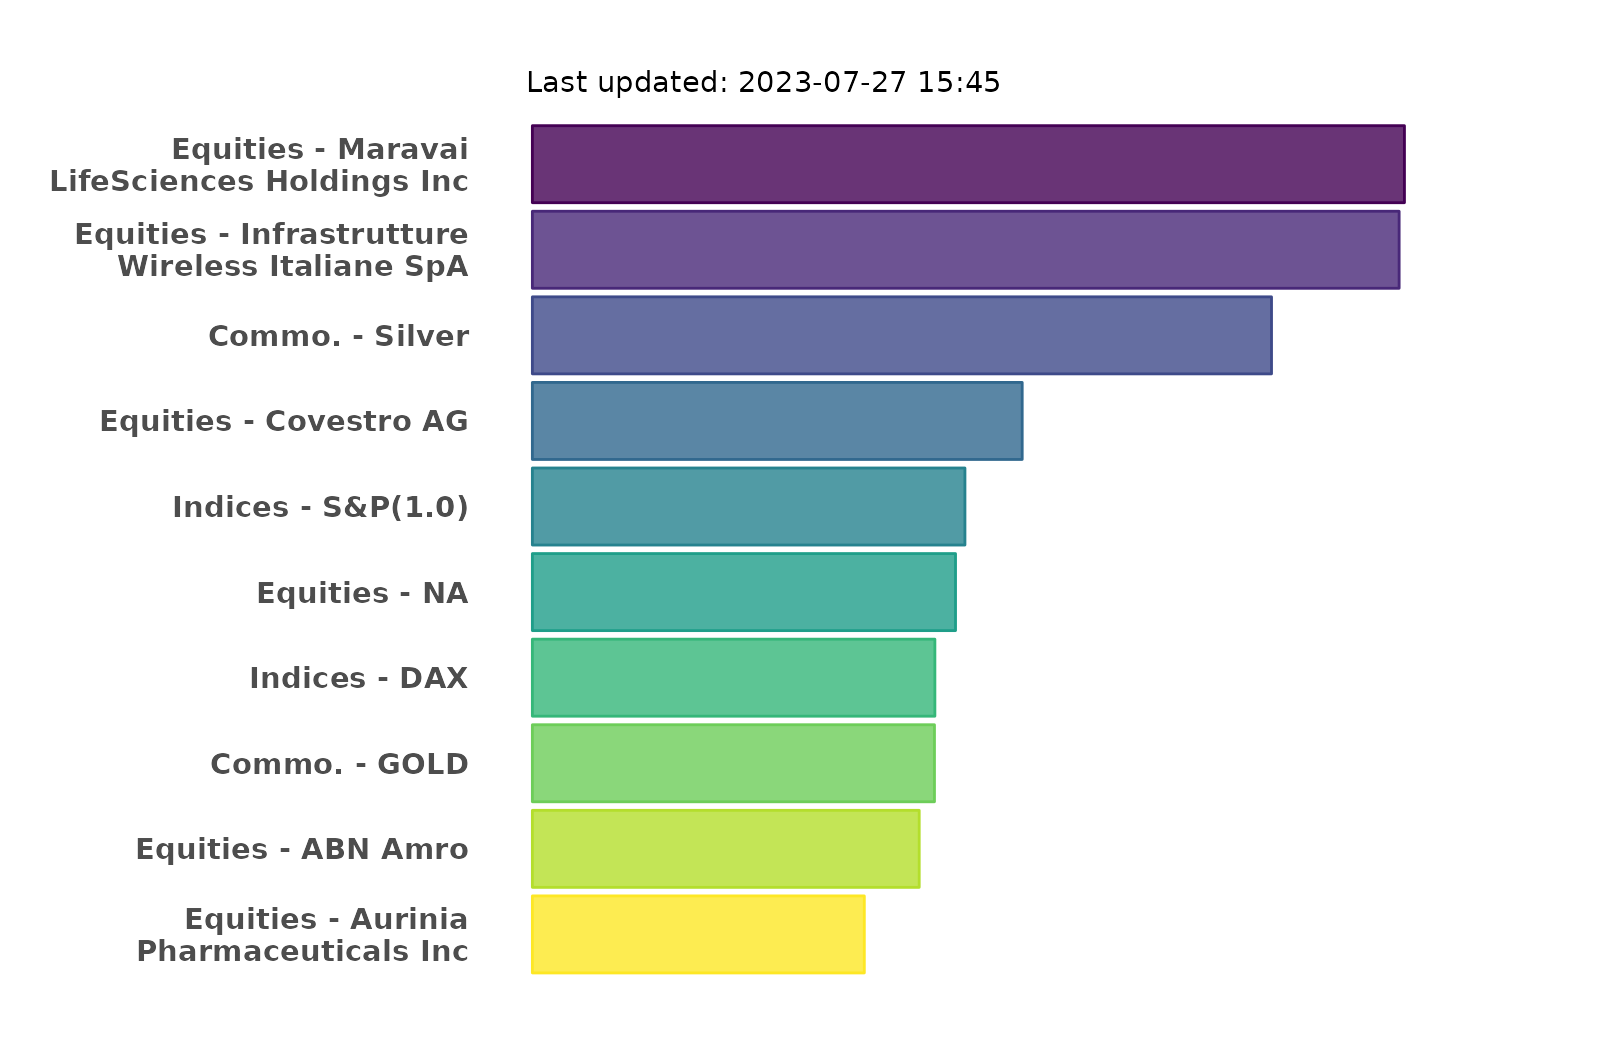 Last updated: 2023-07-27 15:45
Equities - Maravai
LifeSciences Holdings Inc
Equities - Infrastrutture
Wireless Italiane SpA
Commo. - Silver
Equities - Covestro AG
Indices - S&P(1.0)
Equities - NA
Indices - DAX
Commo. - GOLD
Equities - ABN Amro
Equities - Aurinia
Pharmaceuticals Inc